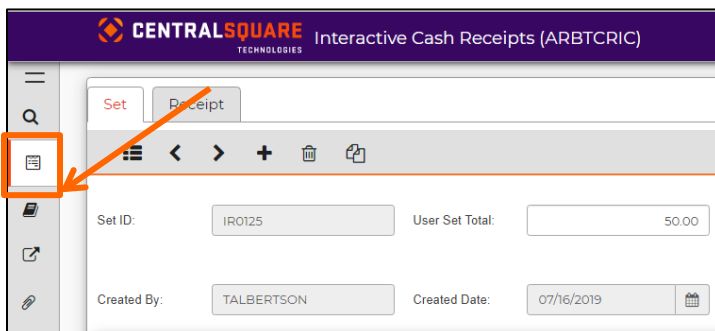 CENTRALSQUARE
TECHNOLOGIES
Interactive Cash Receipts (ARBTCRIC)
Set Receipt
Set ID: IR0125 User Set Total: 50.00
Created By: TALBERTSON Created Date: 07/16/2019